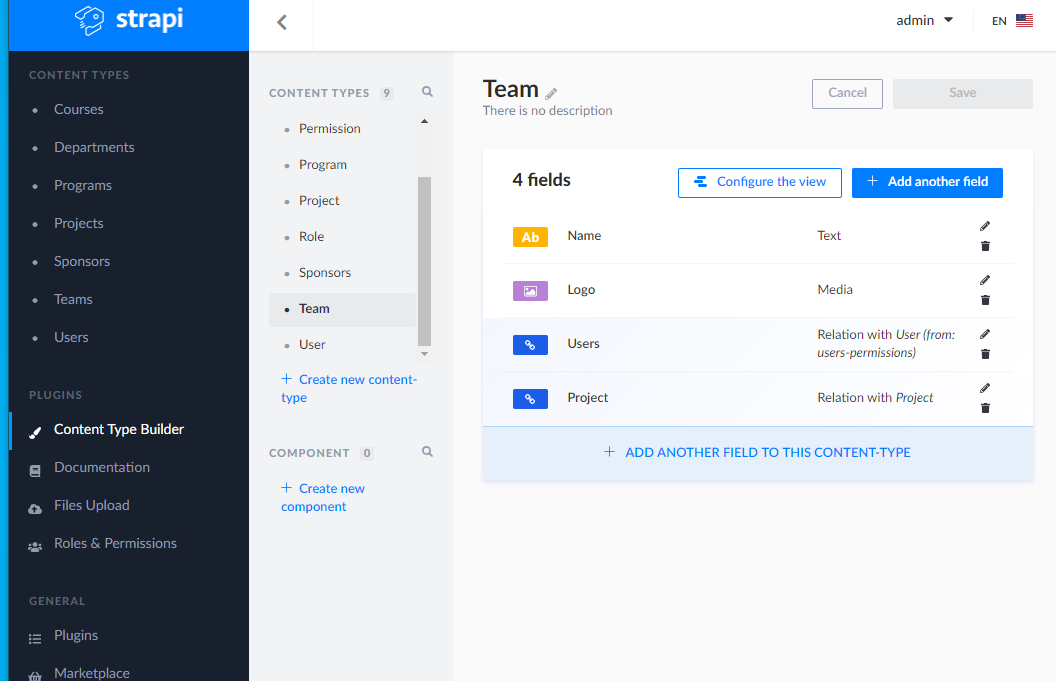 strapi
admin
EN
CONTENT TYPES
Courses
Departments
Programs
Projects
Sponsors
Teams
Users
PLUGINS
Content Type Builder
Documentation
Files Upload
Roles & Permissions
GENERAL
Plugins
Marketplace
CONTENT TYPES 9
Permission
Program
Project
Role
Sponsors
Team
User
+ Create new content-
type
COMPONENT 0
+ Create new
component
Team
There is no description
Cancel
Save
4 fields
Configure the view
+ Add another field
Ab Name Text
Logo Media
Users Relation with User (from:
users-permissions)
Project Relation with Project
+ ADD ANOTHER FIELD TO THIS CONTENT-TYPE